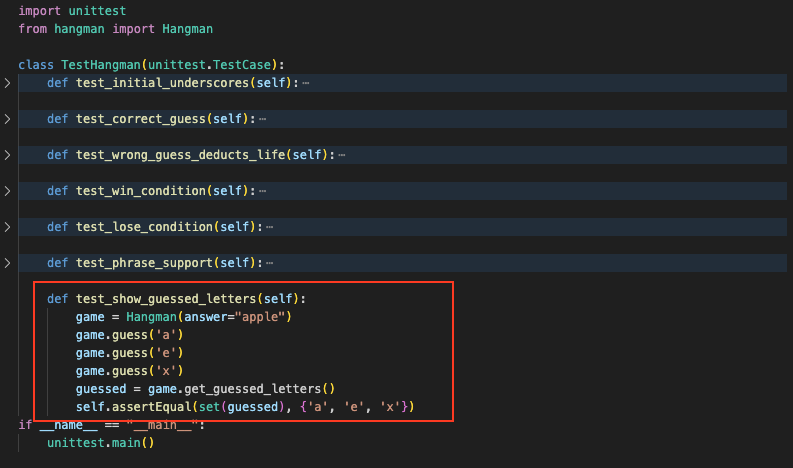 import unittest
from hangman import Hangman
class TestHangman(unittest.TestCase):
def test_initial_underscores(self):…
def test_correct_guess(self):…
def test_wrong_guess_deducts_life(self):…
def test_win_condition(self):…
def test_lose_condition(self):…
def test_phrase_support(self):…
def test_show_guessed_letters(self):
game = Hangman(answer="apple")
game.guess('a')
game.guess('e')
game.guess('x')
guessed = game.get_guessed_letters()
self.assertEqual(set(guessed), {'a', 'e', 'x'})
if __name__ == "__main__":
unittest.main()